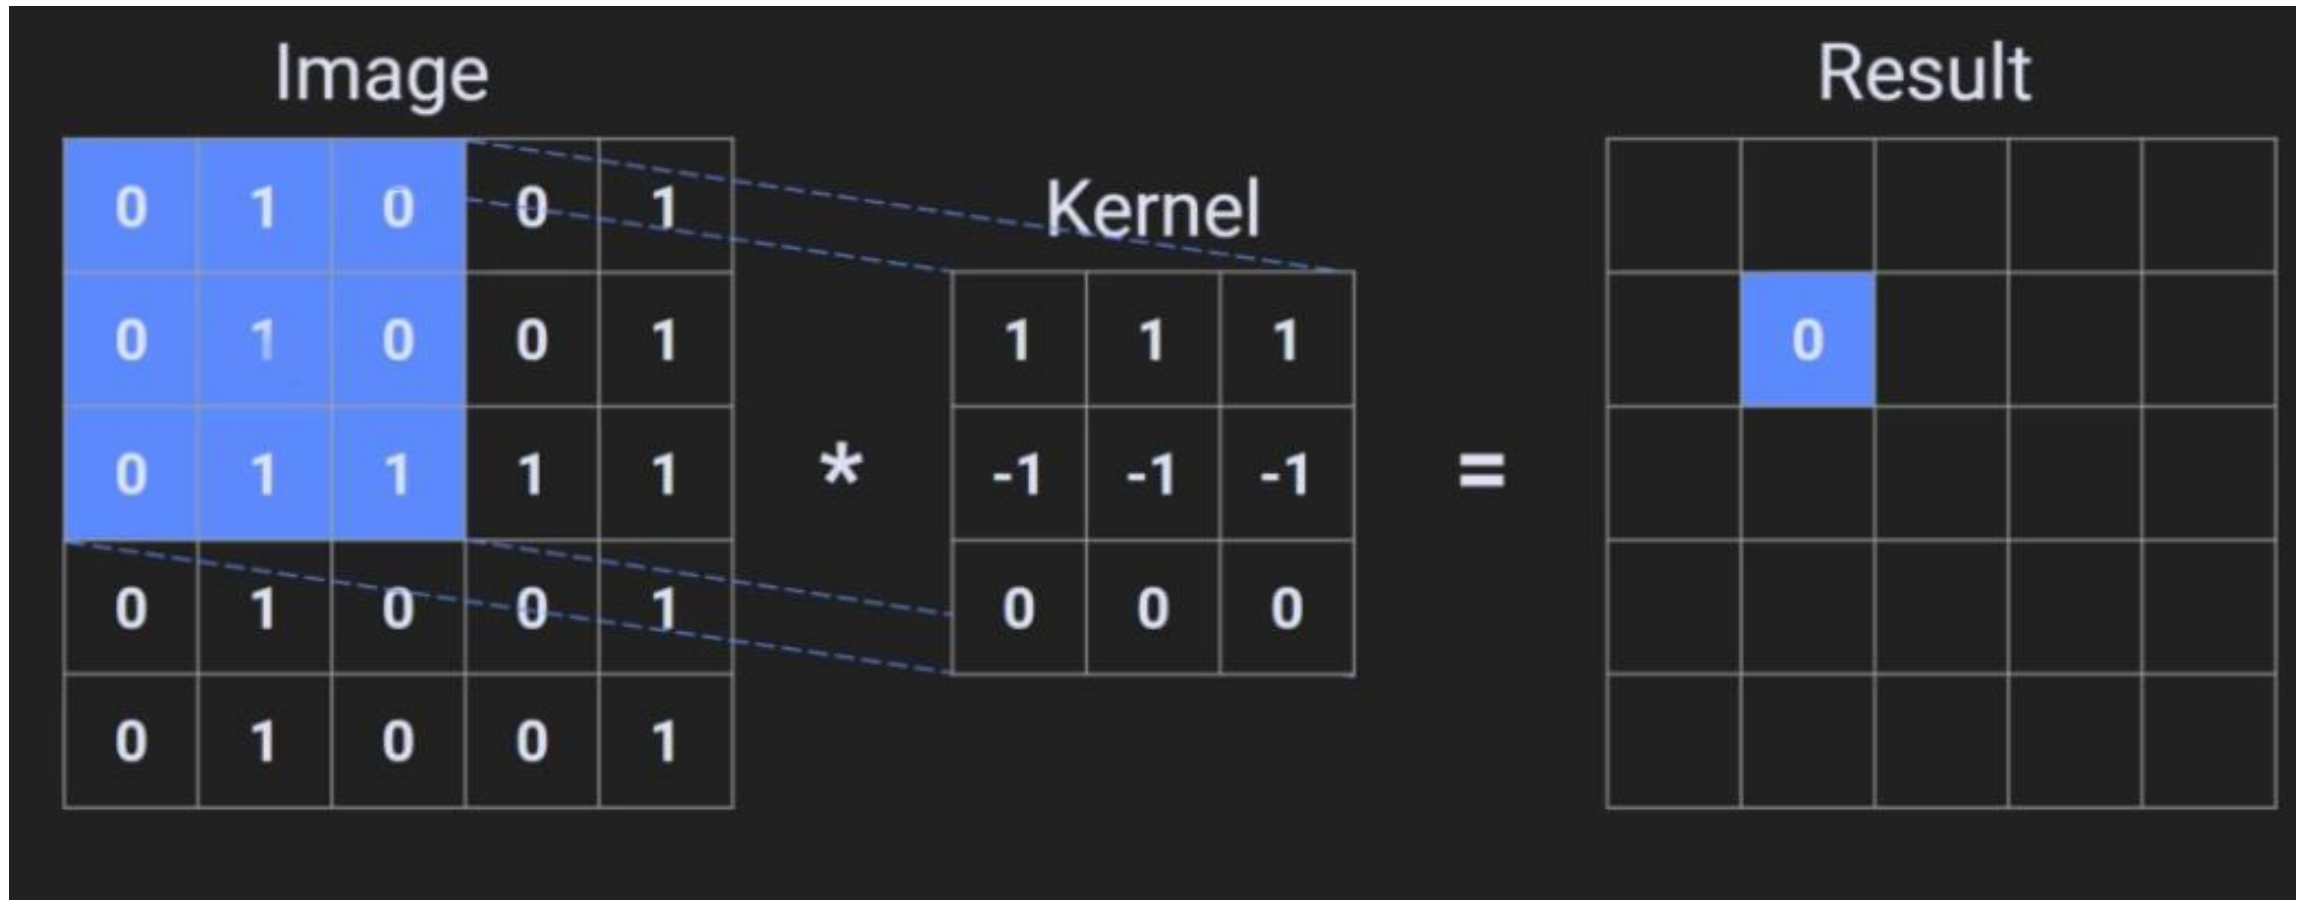 Image
Kernel
Result
0 1 0 0 1
0 1 0 0 1
0 1 1 1 1
0 1 0 0 1
0 1 0 0 1
*
1 1 1
-1 -1 -1
0 0 0
=
0